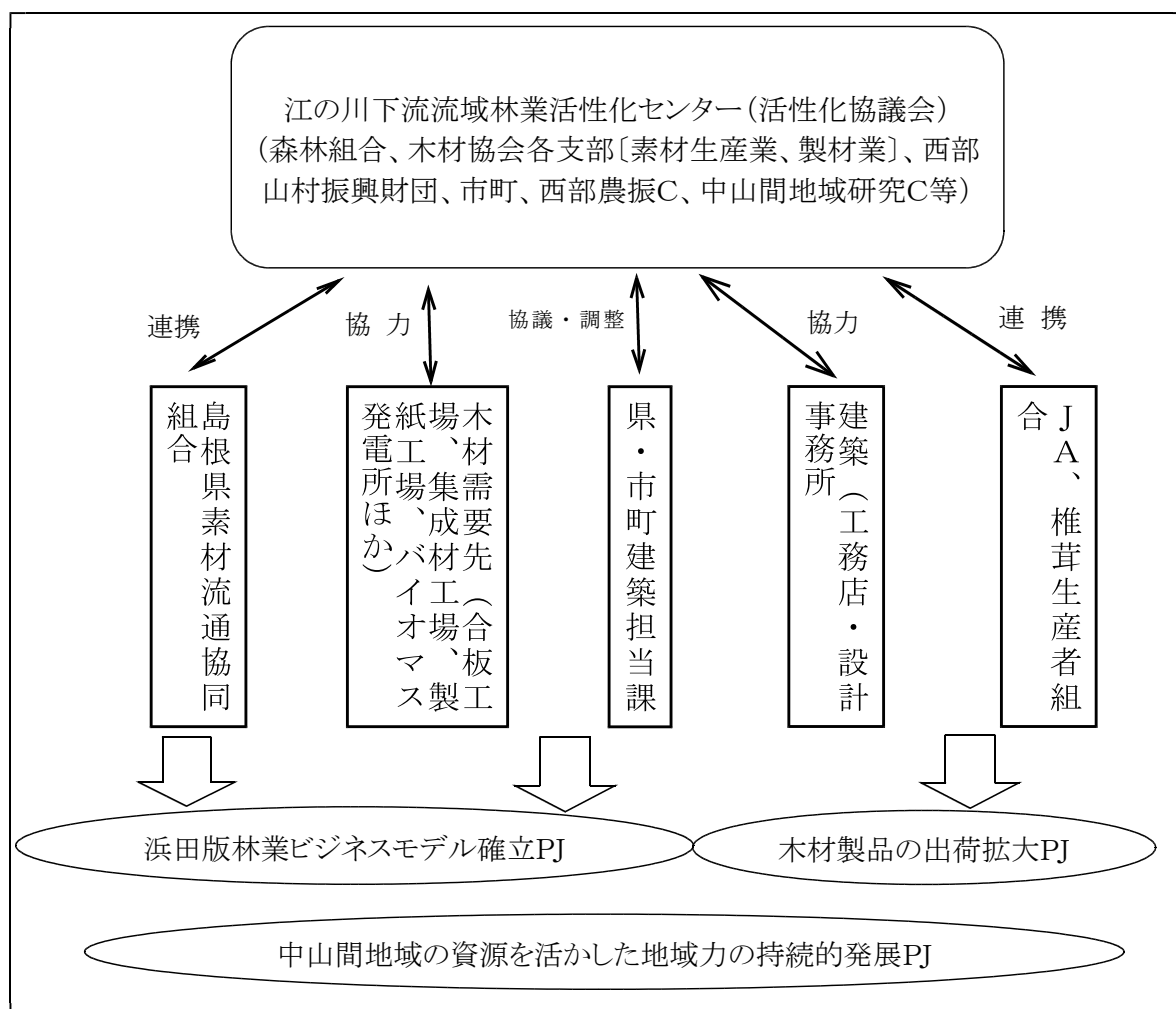 江の川下流流域林業活性化センター(活性化協議会)
(森林組合、木材協会各支部〔素材生産業、製材業〕、西部
山村振興財団、市町、西部農振C、中山間地域研究C等)
連携
協 力
協議・調整
協力
連 携
島根県素材流通協同
組合
木材需要先(合板工
場、集成材工場、製
紙工場、バイオマス
発電所ほか)
県・市町建築担当課
建築(工務店・設計
事務所
JA、椎茸生産者組
合
浜田版林業ビジネスモデル確立PJ
木材製品の出荷拡大PJ
中山間地域の資源を活かした地域力の持続的発展PJ